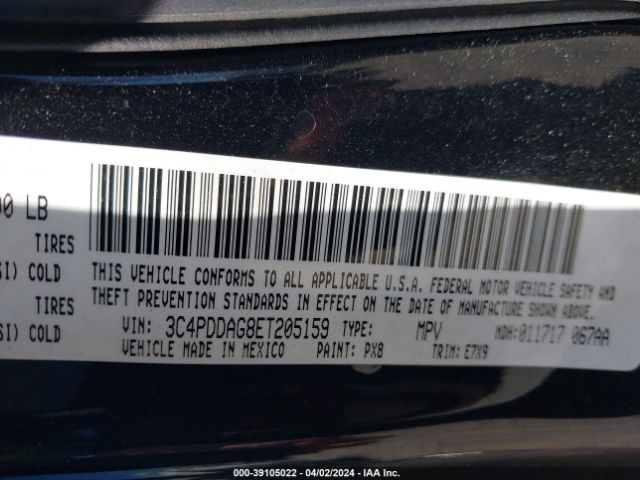 00 LB
TIRES
SI) COLD
TIRES
SI) COLD
THIS VEHICLE CONFORMS TO ALL APPLICABLE U.S.A. FEDERAL MOTOR VEHICLE SAFETY AND
THEFT PREVENTION STANDARDS IN EFFECT ON THE DATE OF MANUFACTURE SHOWN ABOVE.
VIN: 3C4PDDAG8ET205159 TYPE: MPV MDH: 011717 067AA
VEHICLE MADE IN MEXICO PAINT: PX8 TRIM: E7X9
000-39105022 - 04/02/2024 - IAA Inc.